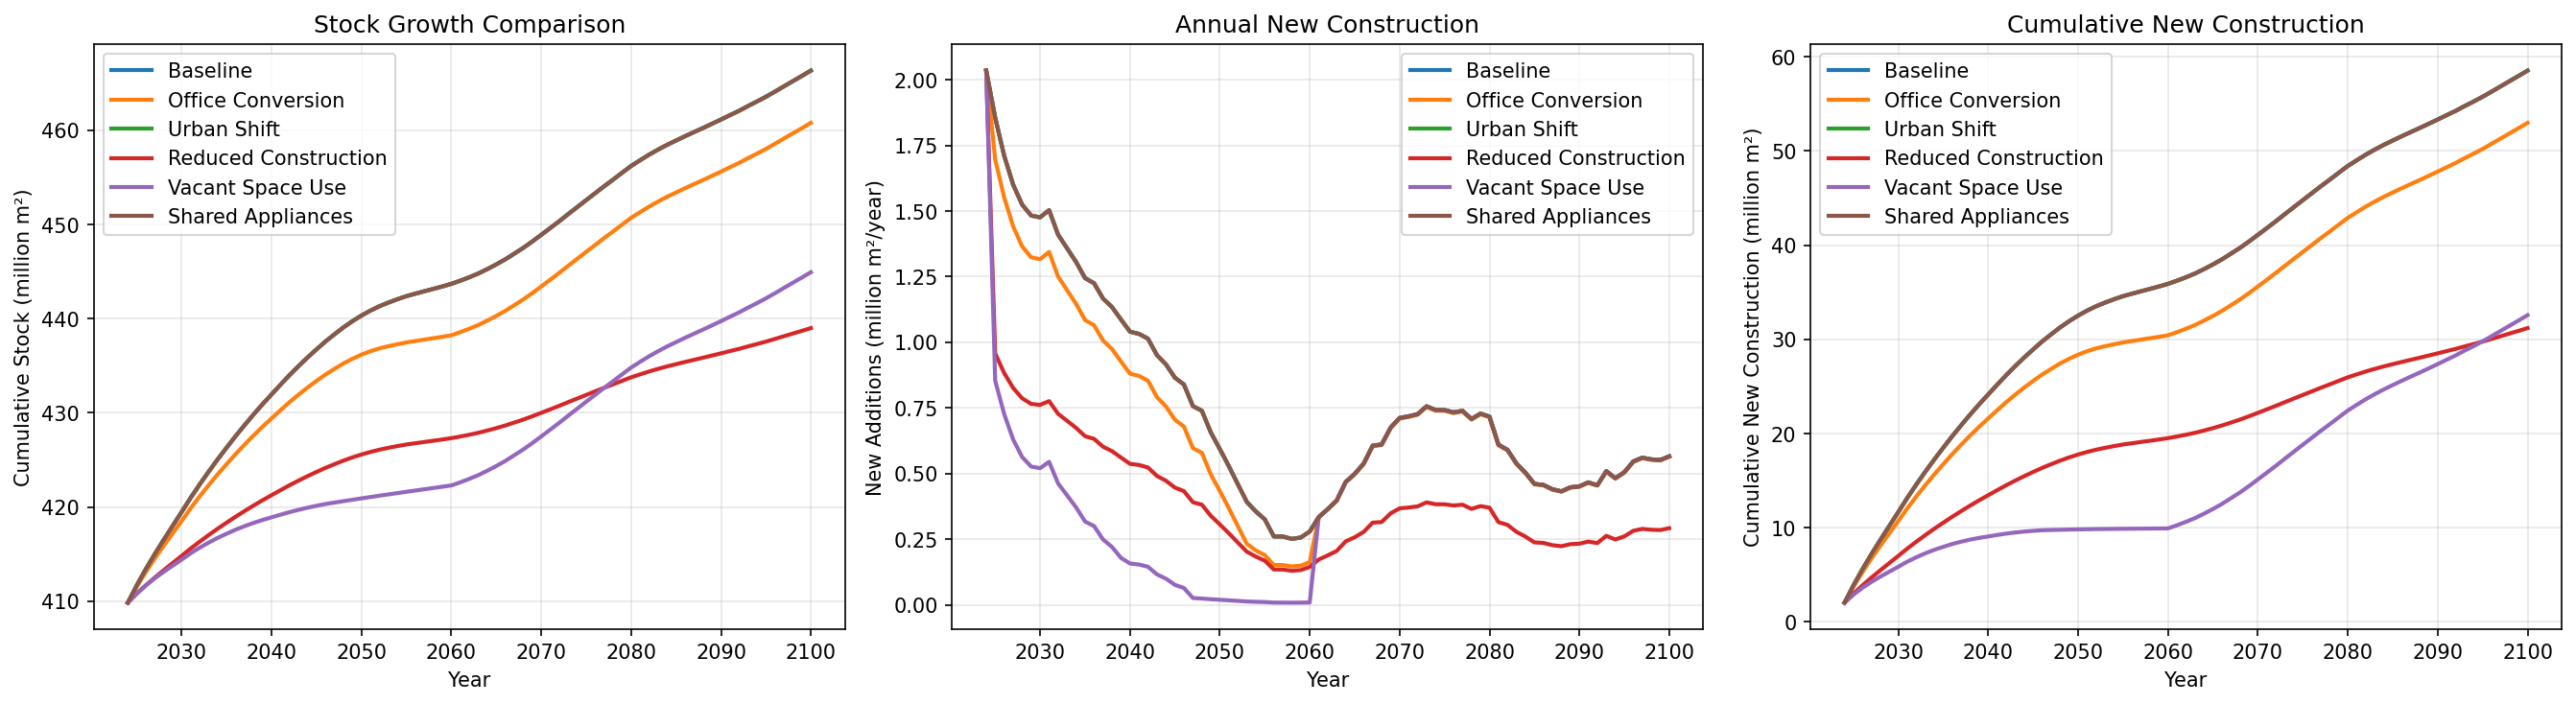 Stock Growth Comparison
Cumulative Stock (million m²)
460
450
440
430
420
410
Baseline
Office Conversion
Urban Shift
Reduced Construction
Vacant Space Use
Shared Appliances
2030 2040 2050 2060 2070 2080 2090 2100
Year
Annual New Construction
New Additions (million m²/year)
2.00
1.75
1.50
1.25
1.00
0.75
0.50
0.25
0.00
Baseline
Office Conversion
Urban Shift
Reduced Construction
Vacant Space Use
Shared Appliances
2030 2040 2050 2060 2070 2080 2090 2100
Year
Cumulative New Construction
Cumulative New Construction (million m²)
60
50
40
30
20
10
0
Baseline
Office Conversion
Urban Shift
Reduced Construction
Vacant Space Use
Shared Appliances
2030 2040 2050 2060 2070 2080 2090 2100
Year